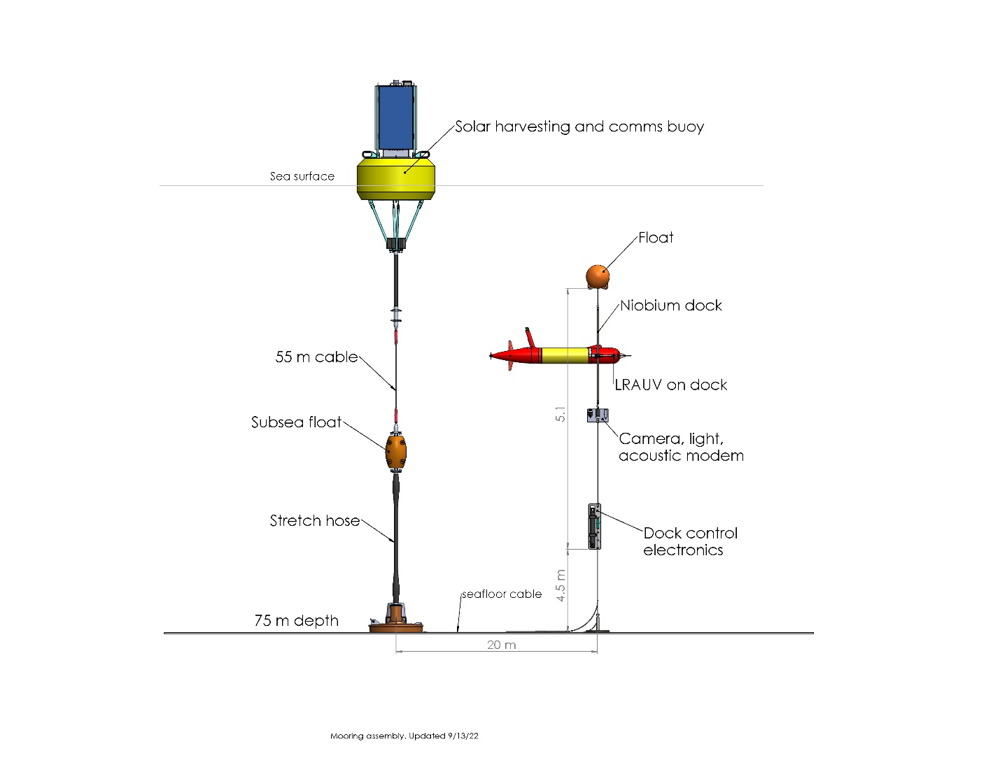 Solar harvesting and comms buoy
Sea surface
Float
Niobium dock
55 m cable
LRAUV on dock
5.1
Subsea float
Camera, light,
acoustic modem
Stretch hose
Dock control
electronics
4.5 m
seafloor cable
75 m depth
20 m
Mooring assembly. Updated 9/13/22